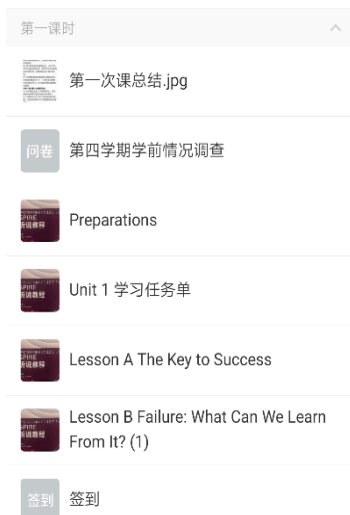 第一课时
第一次课总结.jpg
问卷
第四学期学前情况调查
Preparations
Unit 1 学习任务单
Lesson A The Key to Success
Lesson B Failure: What Can We Learn
From It? (1)
签到
签到